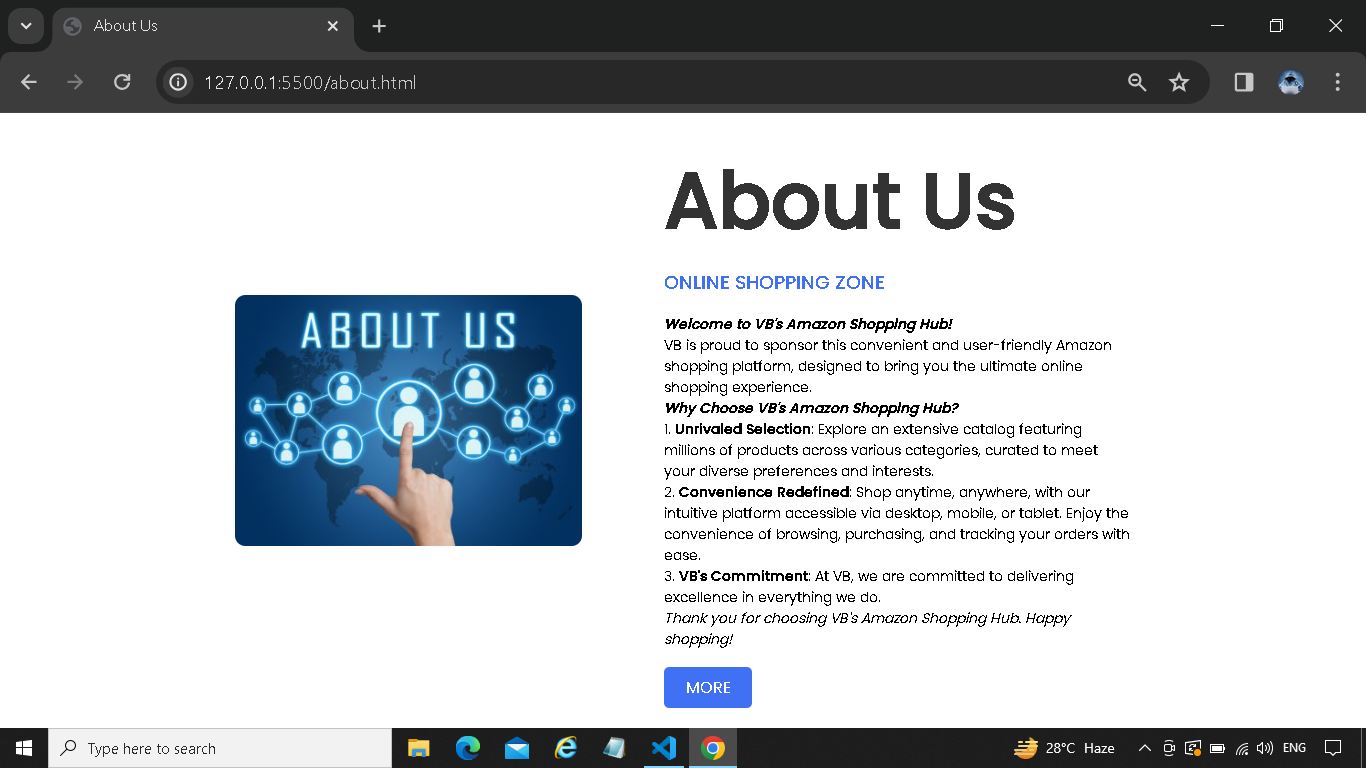 About Us
127.0.0.1:5500/about.html
About Us
ONLINE SHOPPING ZONE
ABOUT US
Welcome to VB's Amazon Shopping Hub!
VB is proud to sponsor this convenient and user-friendly Amazon
shopping platform, designed to bring you the ultimate online
shopping experience.
Why Choose VB's Amazon Shopping Hub?
1. Unrivaled Selection: Explore an extensive catalog featuring
millions of products across various categories, curated to meet
your diverse preferences and interests.
2. Convenience Redefined: Shop anytime, anywhere, with our
intuitive platform accessible via desktop, mobile, or tablet. Enjoy the
convenience of browsing, purchasing, and tracking your orders with
ease.
3. VB's Commitment: At VB, we are committed to delivering
excellence in everything we do.
Thank you for choosing VB's Amazon Shopping Hub. Happy
shopping!
MORE
Type here to search
28°C Haze
ENG